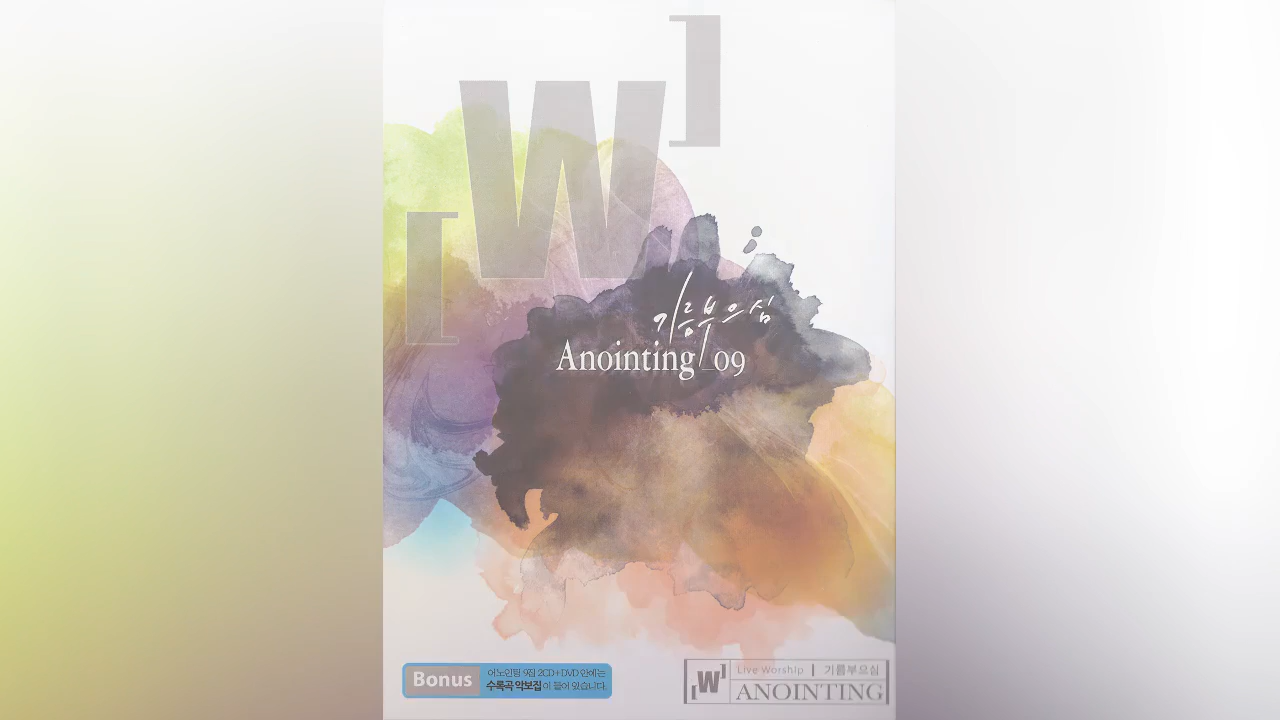 [W]
기름부으심
Anointing_09
Bonus
어노인팅 9집 2CD+DVD 안에는
수록곡 악보집이 들어 있습니다.
[W]
Live Worship | 기름부으심
ANOINTING